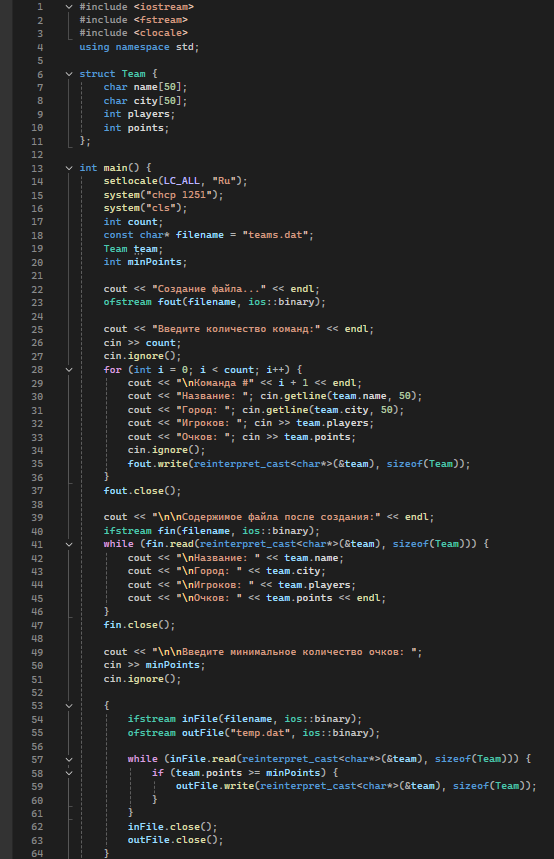 1 #include <iostream>
2 #include <fstream>
3 #include <clocale>
4 using namespace std;
5
6 struct Team {
7 char name[50];
8 char city[50];
9 int players;
10 int points;
11 };
12
13 int main() {
14 setlocale(LC_ALL, "Ru");
15 system("chcp 1251");
16 system("cls");
17 int count;
18 const char* filename = "teams.dat";
19 Team team;
20 int minPoints;
21
22 cout << "Создание файла..." << endl;
23 ofstream fout(filename, ios::binary);
24
25 cout << "Введите количество команд:" << endl;
26 cin >> count;
27 cin.ignore();
28 for (int i = 0; i < count; i++) {
29 cout << "\nКоманда #" << i + 1 << endl;
30 cout << "Название: "; cin.getline(team.name, 50);
31 cout << "Город: "; cin.getline(team.city, 50);
32 cout << "Игроков: "; cin >> team.players;
33 cout << "Очков: "; cin >> team.points;
34 cin.ignore();
35 fout.write(reinterpret_cast<char*>(&team), sizeof(Team));
36 }
37 fout.close();
38
39 cout << "\n\nСодержимое файла после создания:" << endl;
40 ifstream fin(filename, ios::binary);
41 while (fin.read(reinterpret_cast<char*>(&team), sizeof(Team))) {
42 cout << "\nНазвание: " << team.name;
43 cout << "\nГород: " << team.city;
44 cout << "\nИгроков: " << team.players;
45 cout << "\nОчков: " << team.points << endl;
46 }
47 fin.close();
48
49 cout << "\n\nВведите минимальное количество очков: ";
50 cin >> minPoints;
51 cin.ignore();
52
53 {
54 ifstream inFile(filename, ios::binary);
55 ofstream outFile("temp.dat", ios::binary);
56
57 while (inFile.read(reinterpret_cast<char*>(&team), sizeof(Team))) {
58 if (team.points >= minPoints) {
59 outFile.write(reinterpret_cast<char*>(&team), sizeof(Team));
60 }
61 }
62 inFile.close();
63 outFile.close();
64 }